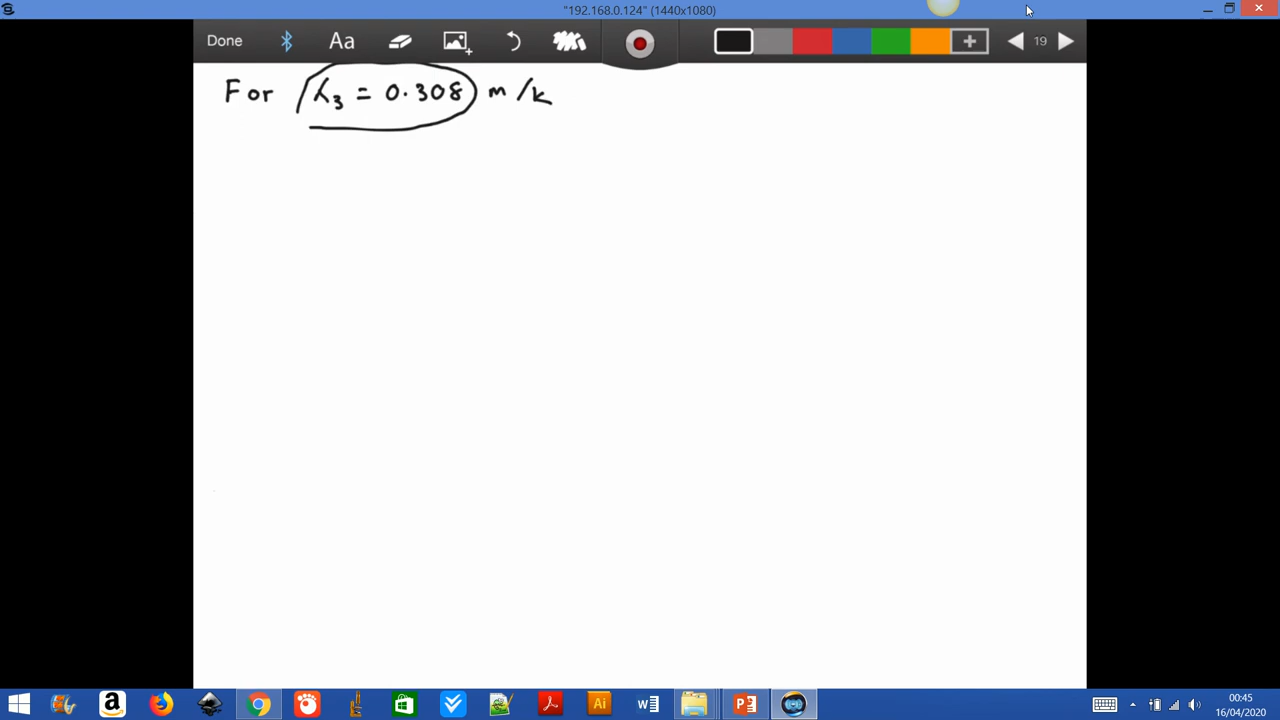 "192.168.0.124" (1440x1080)
Done Aa 19
For λ₃ = 0.308 m/k
00:45
16/04/2020